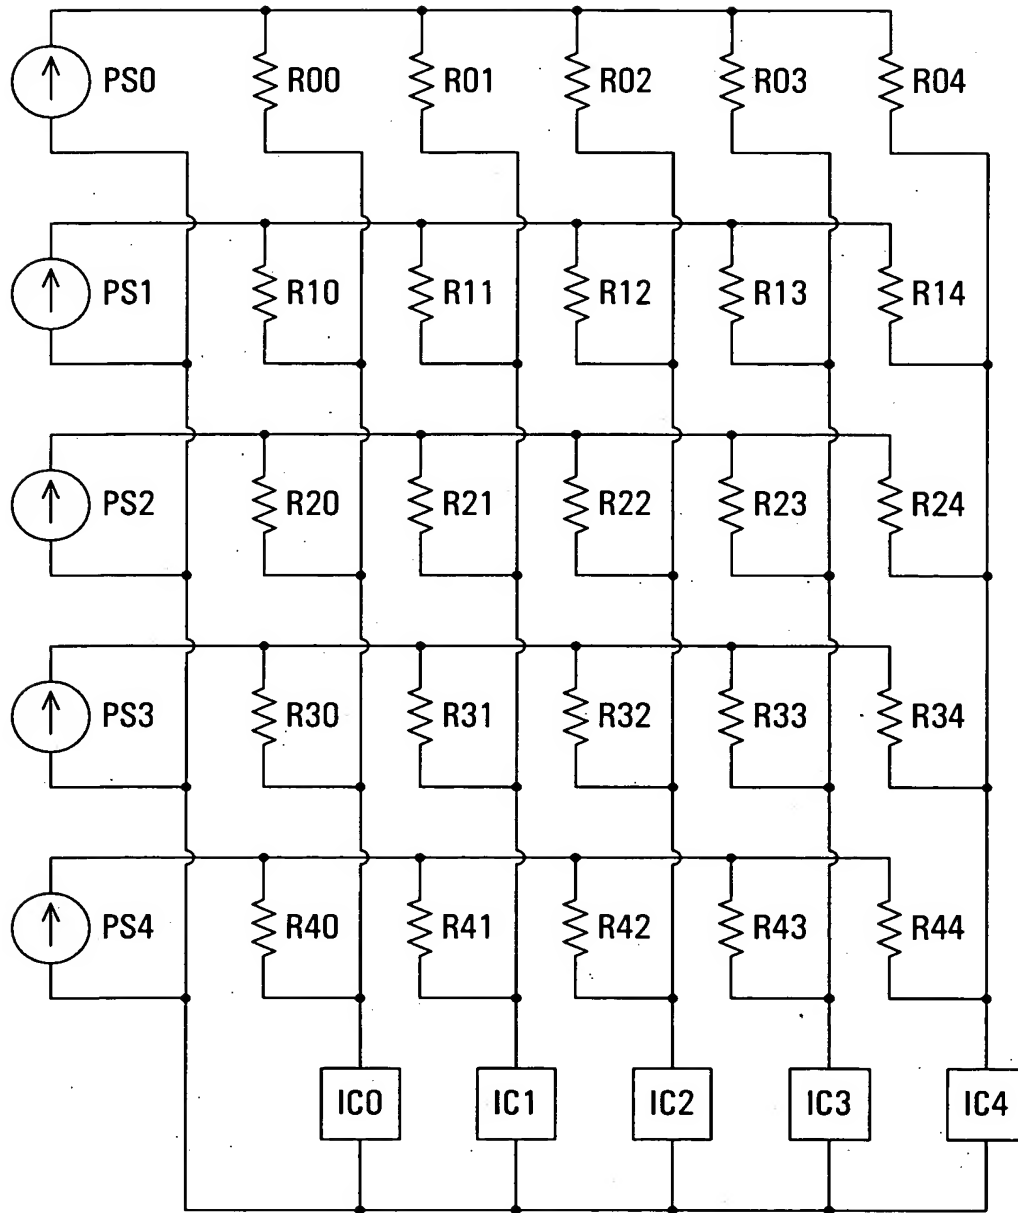 PS0 R00 R01 R02 R03 R04
PS1 R10 R11 R12 R13 R14
PS2 R20 R21 R22 R23 R24
PS3 R30 R31 R32 R33 R34
PS4 R40 R41 R42 R43 R44
IC0 IC1 IC2 IC3 IC4